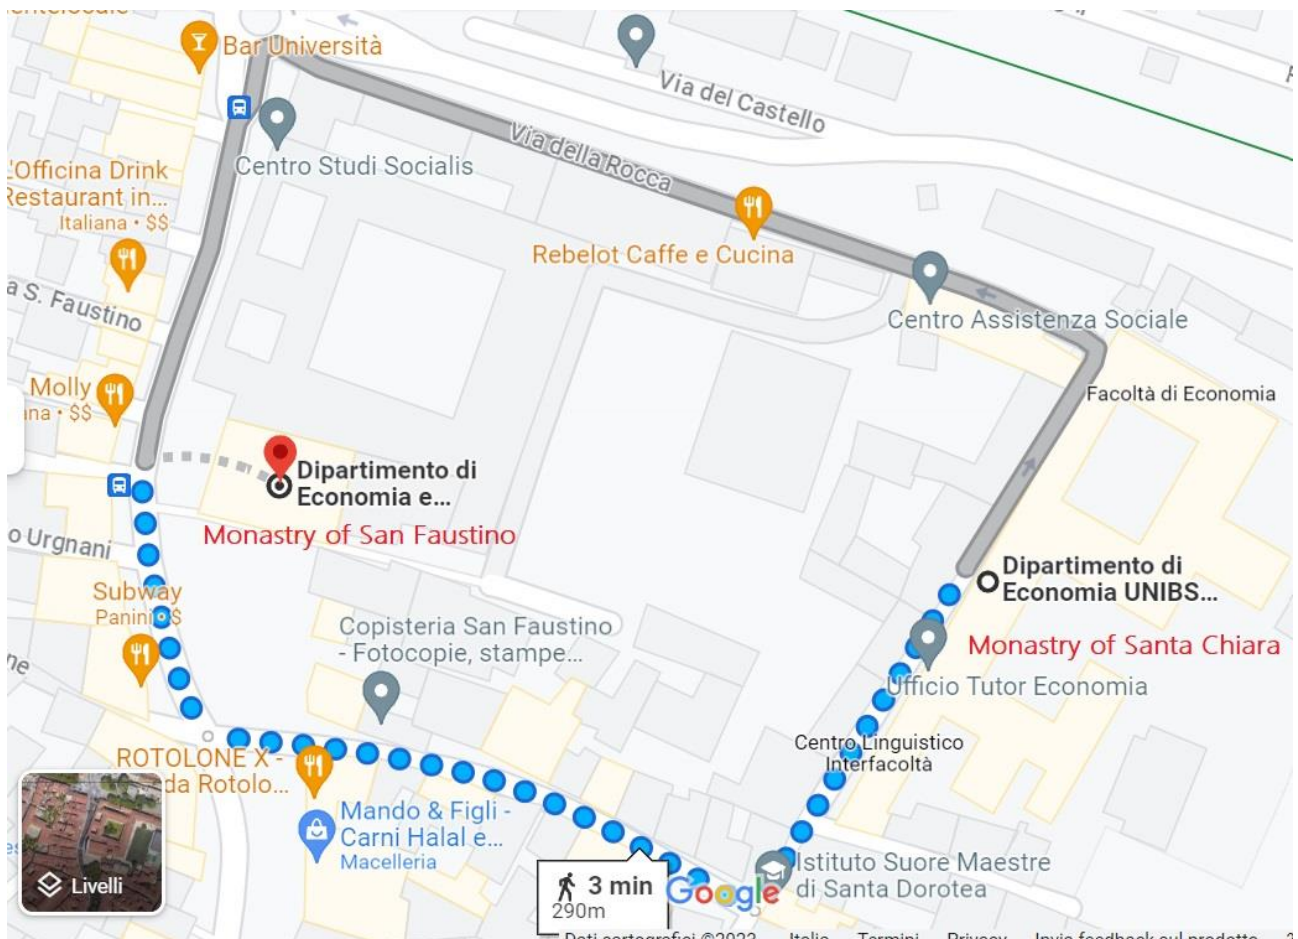 Bar Università
Via del Castello
Via della Rocca
Centro Studi Socialis
'Officina Drink
Restaurant in...
Italiana • $$
Rebelot Caffe e Cucina
a S. Faustino
Centro Assistenza Sociale
Molly
ana • $$
Facoltà di Economia
Dipartimento di
Economia e...
Monastry of San Faustino
o Urgnani
Dipartimento di
Economia UNIBS...
Subway
Panini • $
Copisteria San Faustino
- Fotocopie, stampe...
Monastry of Santa Chiara
Ufficio Tutor Economia
ne
Centro Linguistico
Interfacoltà
ROTOLONE X -
da Rotolo...
Mando & Figli -
Carni Halal e...
Macelleria
Livelli
3 min
290m
Google
Istituto Suore Maestre
di Santa Dorotea
Dati cartografici ©2023 Italia Termini Privacy Invia feedback sul prodotto